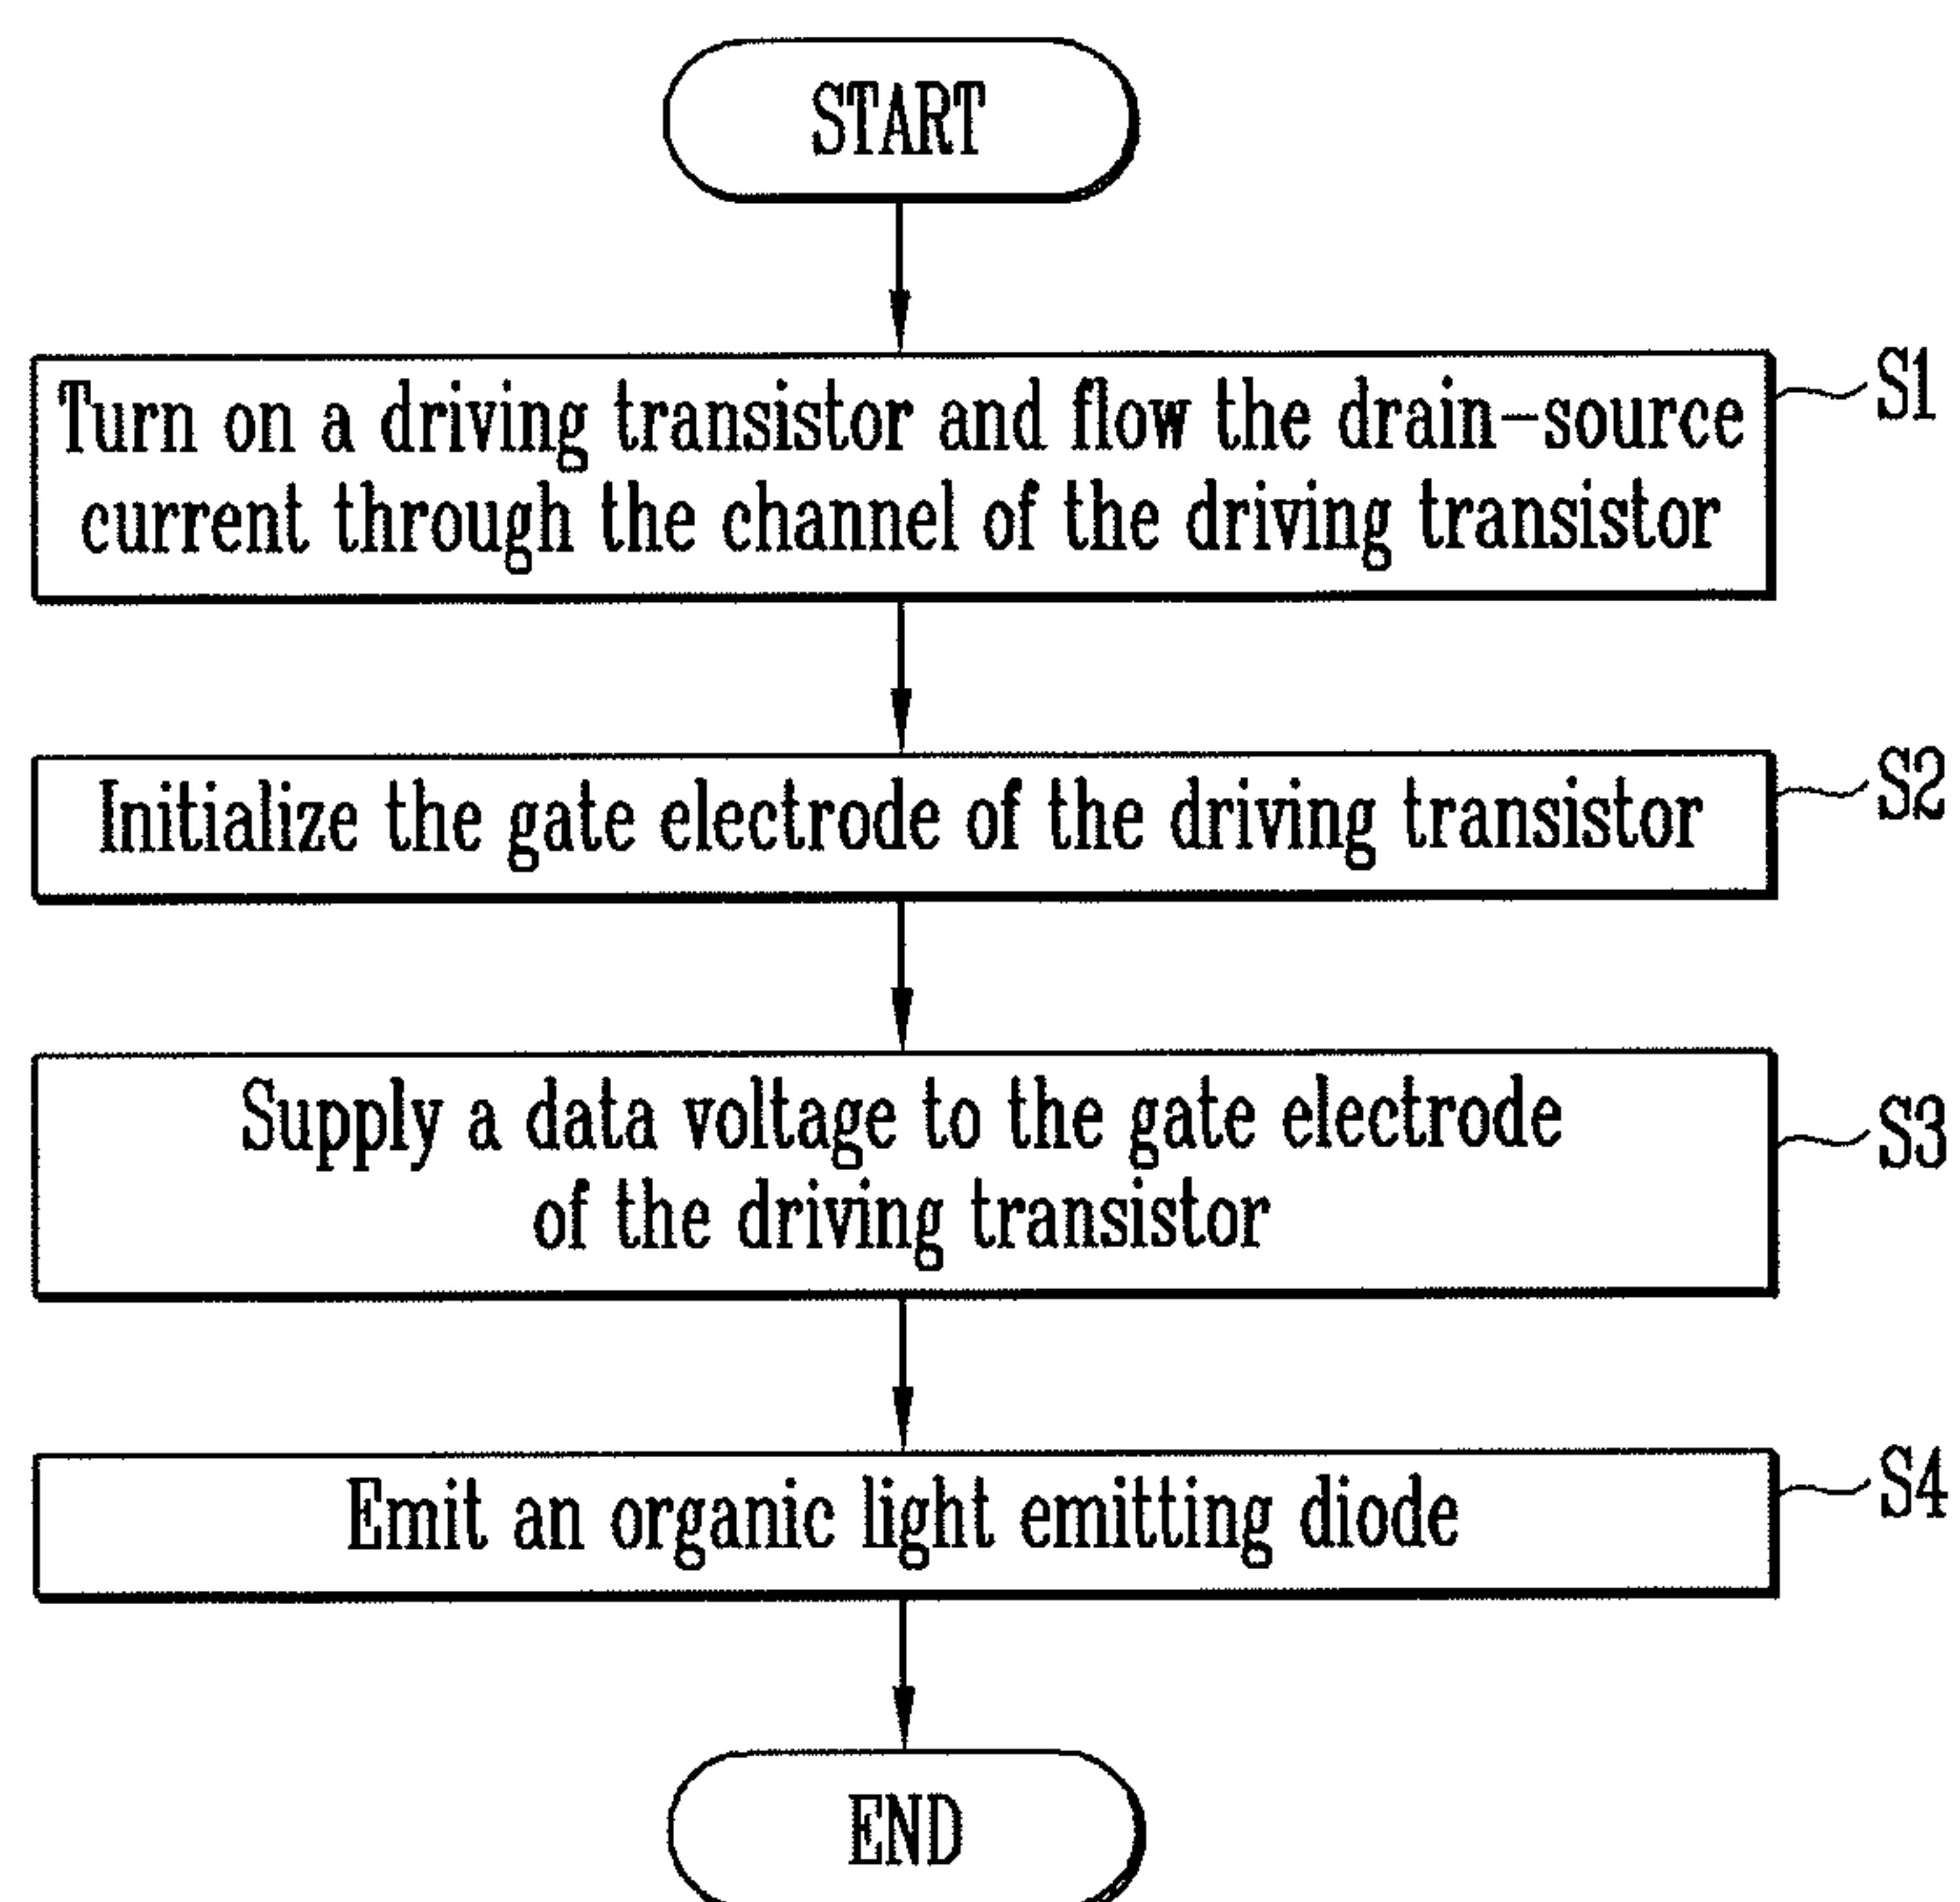 START
Turn on a driving transistor and flow the drain-source
current through the channel of the driving transistor
S1
Initialize the gate electrode of the driving transistor
S2
Supply a data voltage to the gate electrode
of the driving transistor
S3
Emit an organic light emitting diode
S4
END